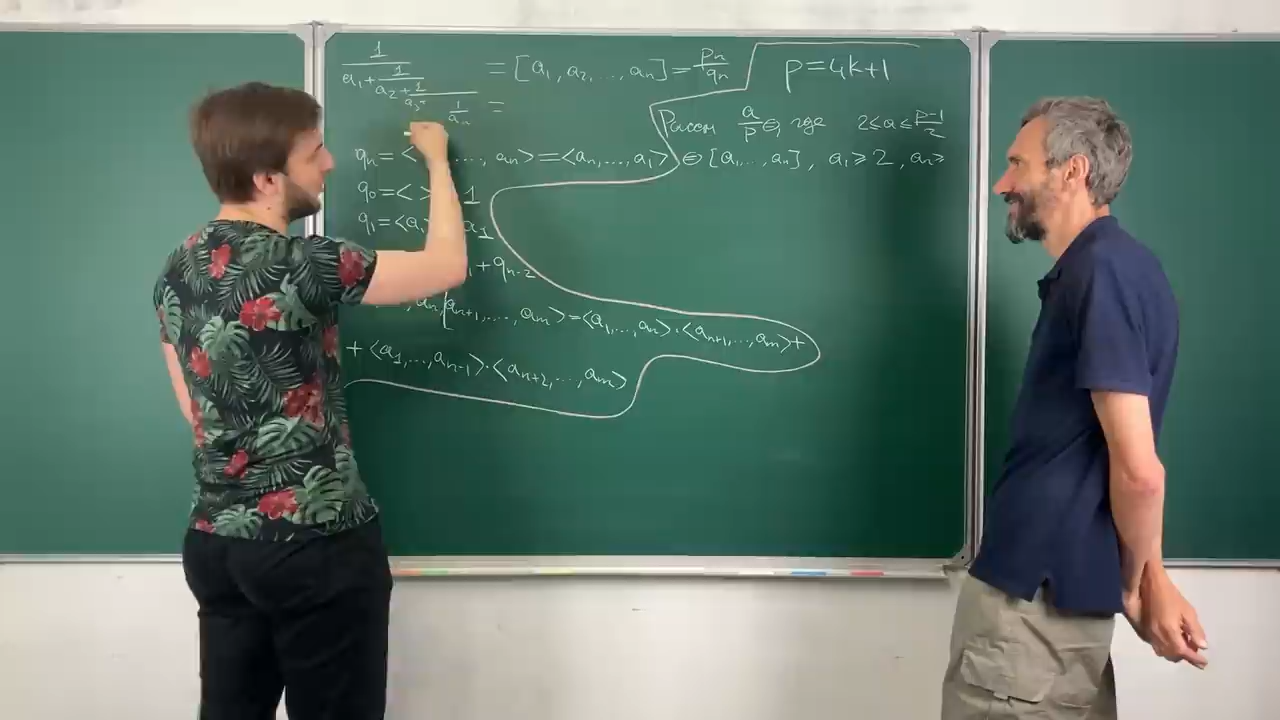 1/(a₁+1/(a₂+1/(a₃+ 1/aₙ = [a₁, a₂, ..., aₙ] = pₙ/qₙ
=
qₙ = < ..., aₙ> = <aₙ, ..., a₁>
q₀ = < > 1
q₁ = <a₁ a₁
+ qₙ₋₂
aₙ, aₙ₊₁, ..., aₘ> = <a₁, ..., aₙ>·<aₙ₊₁, ..., aₘ> +
+ <a₁, ..., aₙ₋₁>·<aₙ₊₂, ..., aₘ>
p = 4k+1
Рассм a/p ⊜, где 2 ≤ a ≤ (p-1)/2
⊜ [a₁, ..., aₙ], a₁ ⩾ 2, aₙ ⩾